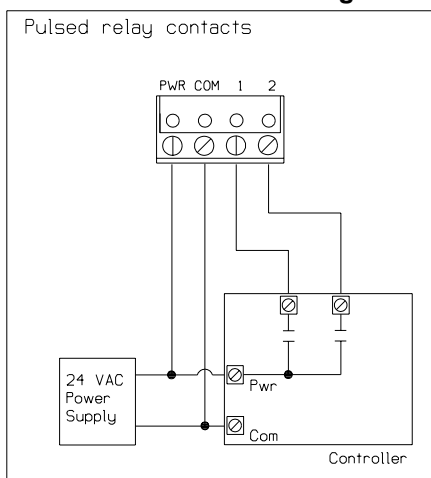 g
Pulsed relay contacts
PWR COM 1 2
24 VAC
Power
Supply
Pwr
Com
Controller